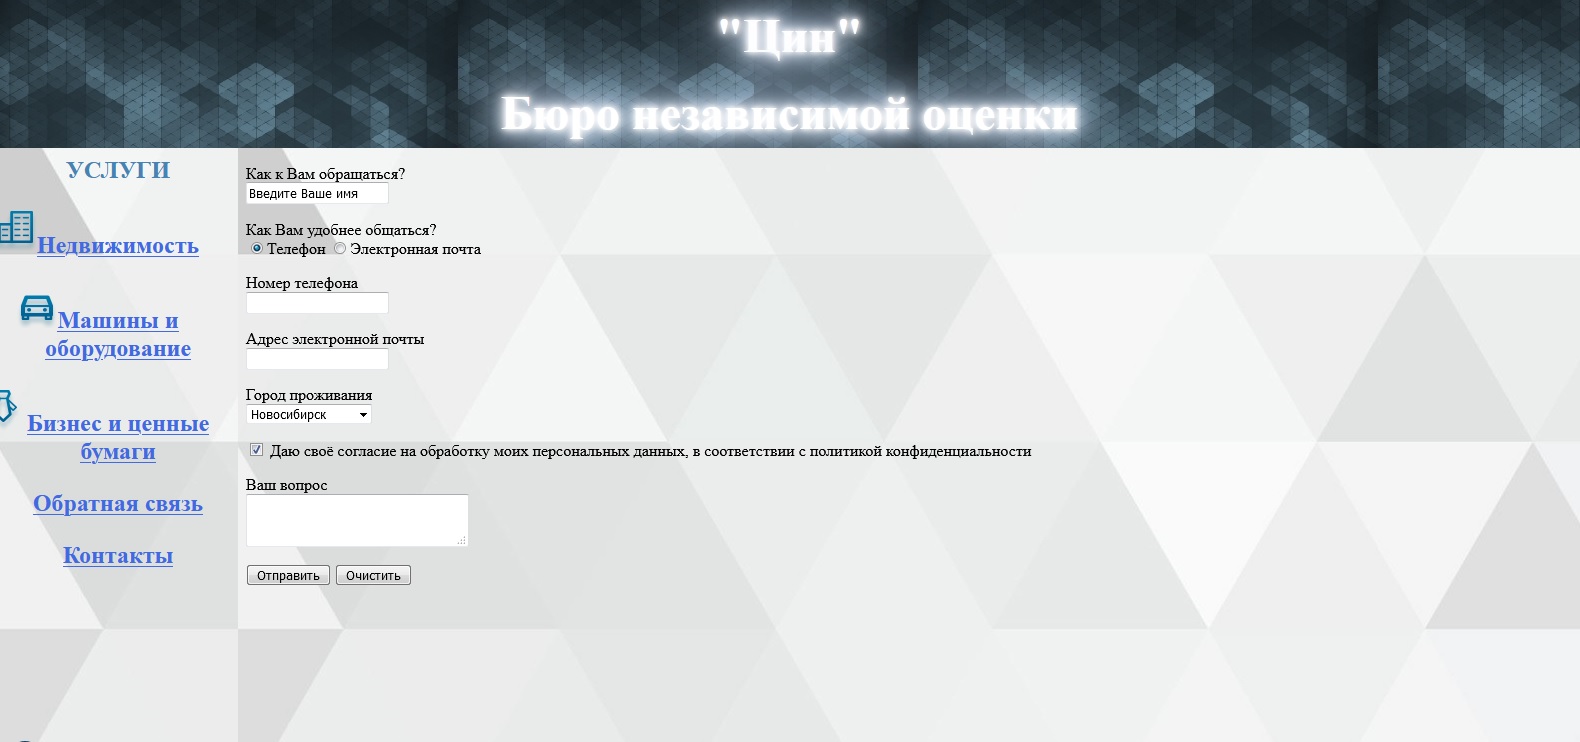 "Цин"
Бюро независимой оценки
УСЛУГИ
Недвижимость
Машины и
оборудование
Бизнес и ценные
бумаги
Обратная связь
Контакты
Как к Вам обращаться?
Введите Ваше имя
Как Вам удобнее общаться?
Телефон Электронная почта
Номер телефона
Адрес электронной почты
Город проживания
Новосибирск
Даю своё согласие на обработку моих персональных данных, в соответствии с политикой конфиденциальности
Ваш вопрос
Отправить Очистить